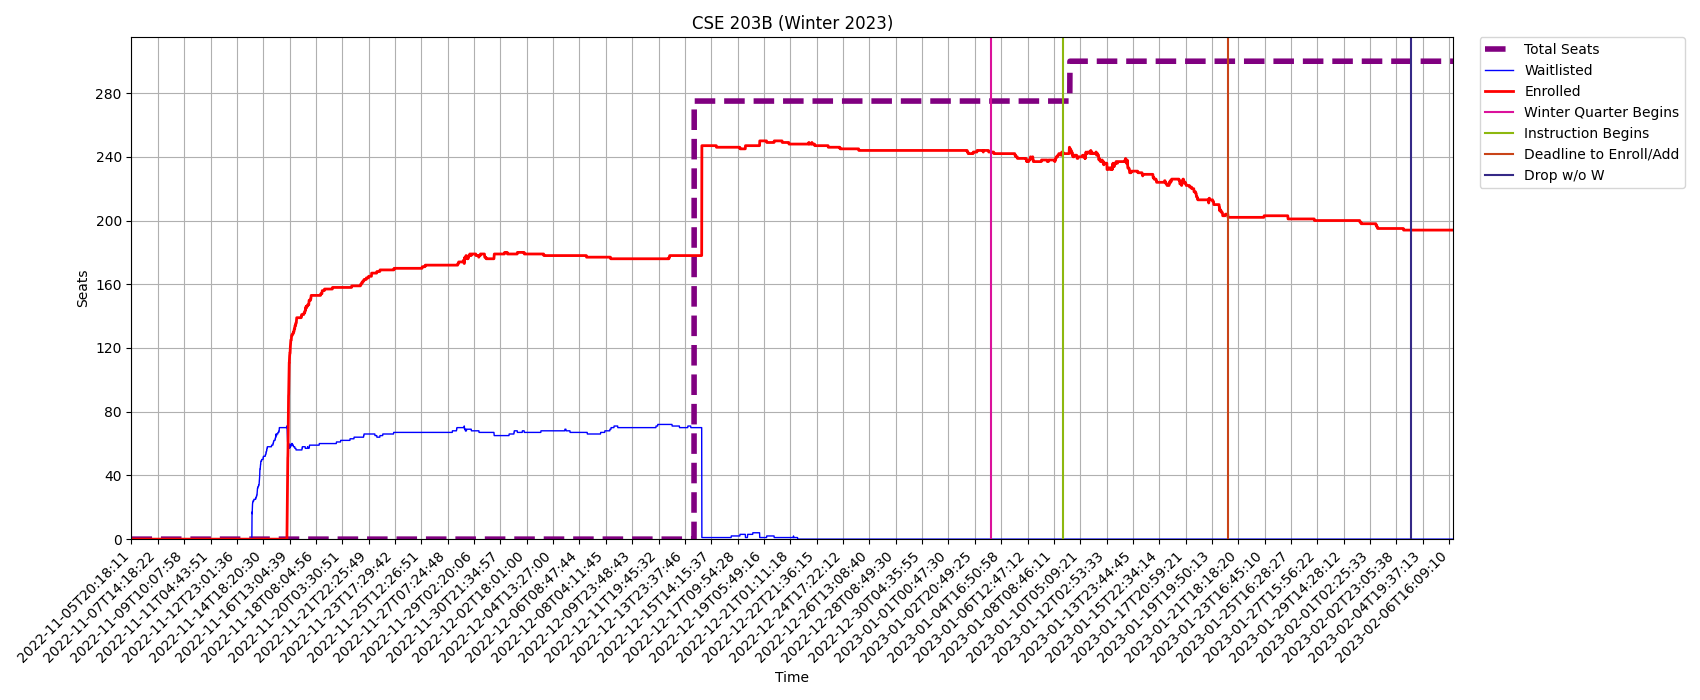 CSE 203B (Winter 2023)
Total Seats
Waitlisted
Enrolled
Winter Quarter Begins
Instruction Begins
Deadline to Enroll/Add
Drop w/o W
Seats
280
240
200
160
120
80
40
0
2022-11-05T20:18:11
2022-11-07T14:18:22
2022-11-09T10:07:58
2022-11-11T04:43:51
2022-11-12T23:01:36
2022-11-14T18:20:30
2022-11-16T13:04:39
2022-11-18T08:04:56
2022-11-20T03:30:51
2022-11-21T22:25:49
2022-11-23T17:29:42
2022-11-25T12:26:51
2022-11-27T07:24:48
2022-11-29T02:20:06
2022-11-30T21:34:57
2022-12-02T18:01:00
2022-12-04T13:27:00
2022-12-06T08:47:44
2022-12-08T04:11:45
2022-12-09T23:48:43
2022-12-11T19:45:32
2022-12-13T23:37:46
2022-12-15T14:15:37
2022-12-17T09:54:28
2022-12-19T05:49:16
2022-12-21T01:11:18
2022-12-22T21:36:15
2022-12-24T17:22:12
2022-12-26T13:08:40
2022-12-28T08:49:30
2022-12-30T04:35:55
2023-01-01T00:47:30
2023-01-02T20:49:25
2023-01-04T16:50:58
2023-01-06T12:47:12
2023-01-08T08:46:11
2023-01-10T05:09:21
2023-01-12T02:53:33
2023-01-13T23:44:45
2023-01-15T22:34:14
2023-01-17T20:59:21
2023-01-19T19:50:13
2023-01-21T18:18:20
2023-01-23T16:45:10
2023-01-25T16:28:27
2023-01-27T15:56:22
2023-01-29T14:28:12
2023-02-01T02:25:33
2023-02-02T23:05:38
2023-02-04T19:37:13
2023-02-06T16:09:10
Time